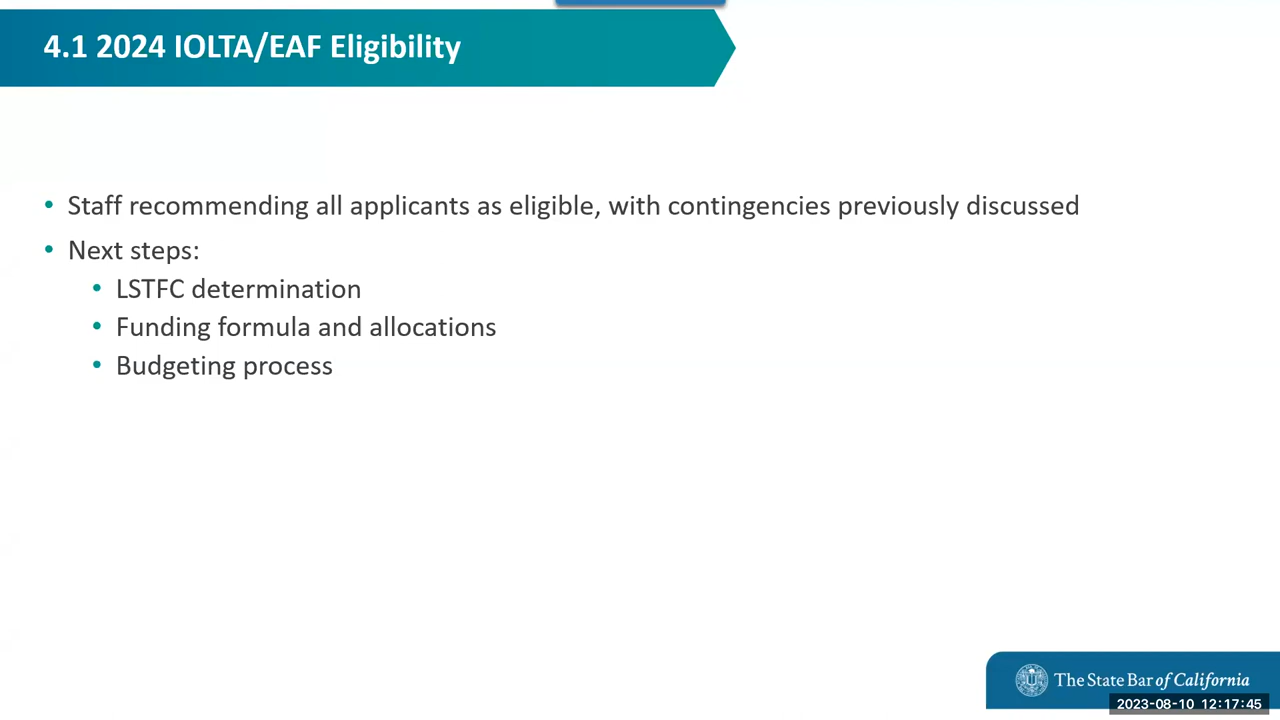 4.1 2024 IOLTA/EAF Eligibility
• Staff recommending all applicants as eligible, with contingencies previously discussed
• Next steps:
• LSTFC determination
• Funding formula and allocations
• Budgeting process
The State Bar of California
2023-08-10 12:17:45